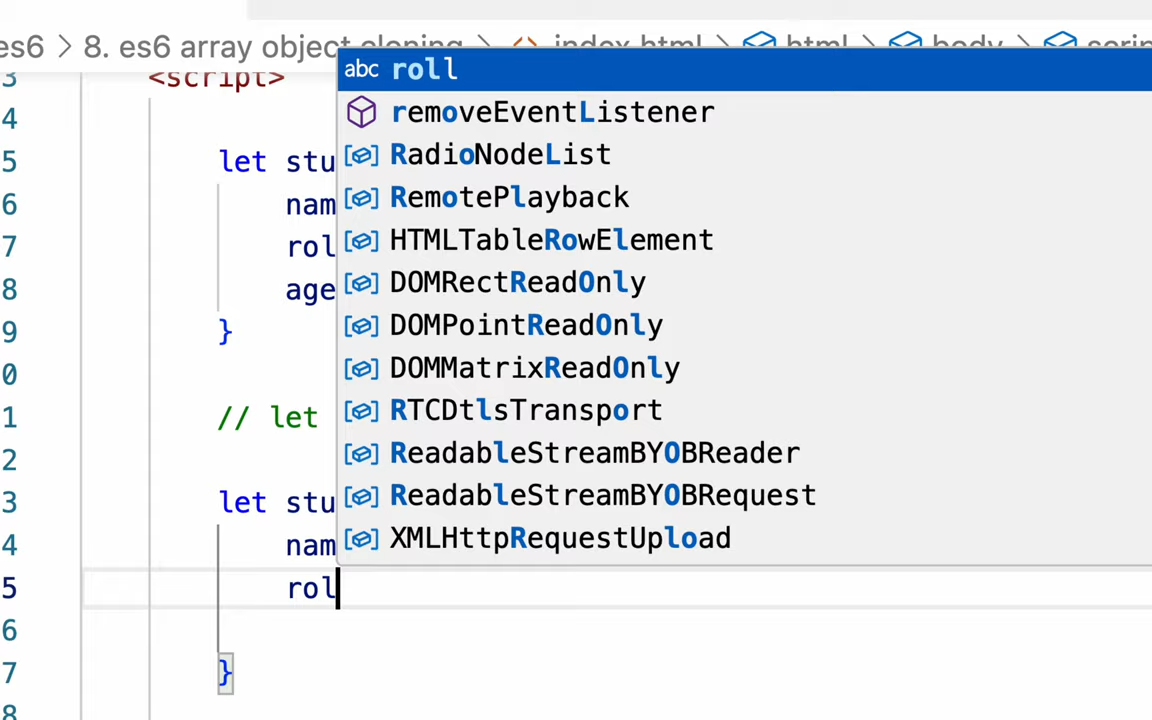 es6 > 8. es6 array object cloning > <> index.html > html > body > script
3 <script>
4
5 let stu
6 nam
7 rol
8 age
9 }
0
1 // let
2
3 let stu
4 nam
5 rol
6
7 }
8
abc roll
removeEventListener
RadioNodeList
RemotePlayback
HTMLTableRowElement
DOMRectReadOnly
DOMPointReadOnly
DOMMatrixReadOnly
RTCDtlsTransport
ReadableStreamBYOBReader
ReadableStreamBYOBRequest
XMLHttpRequestUpload